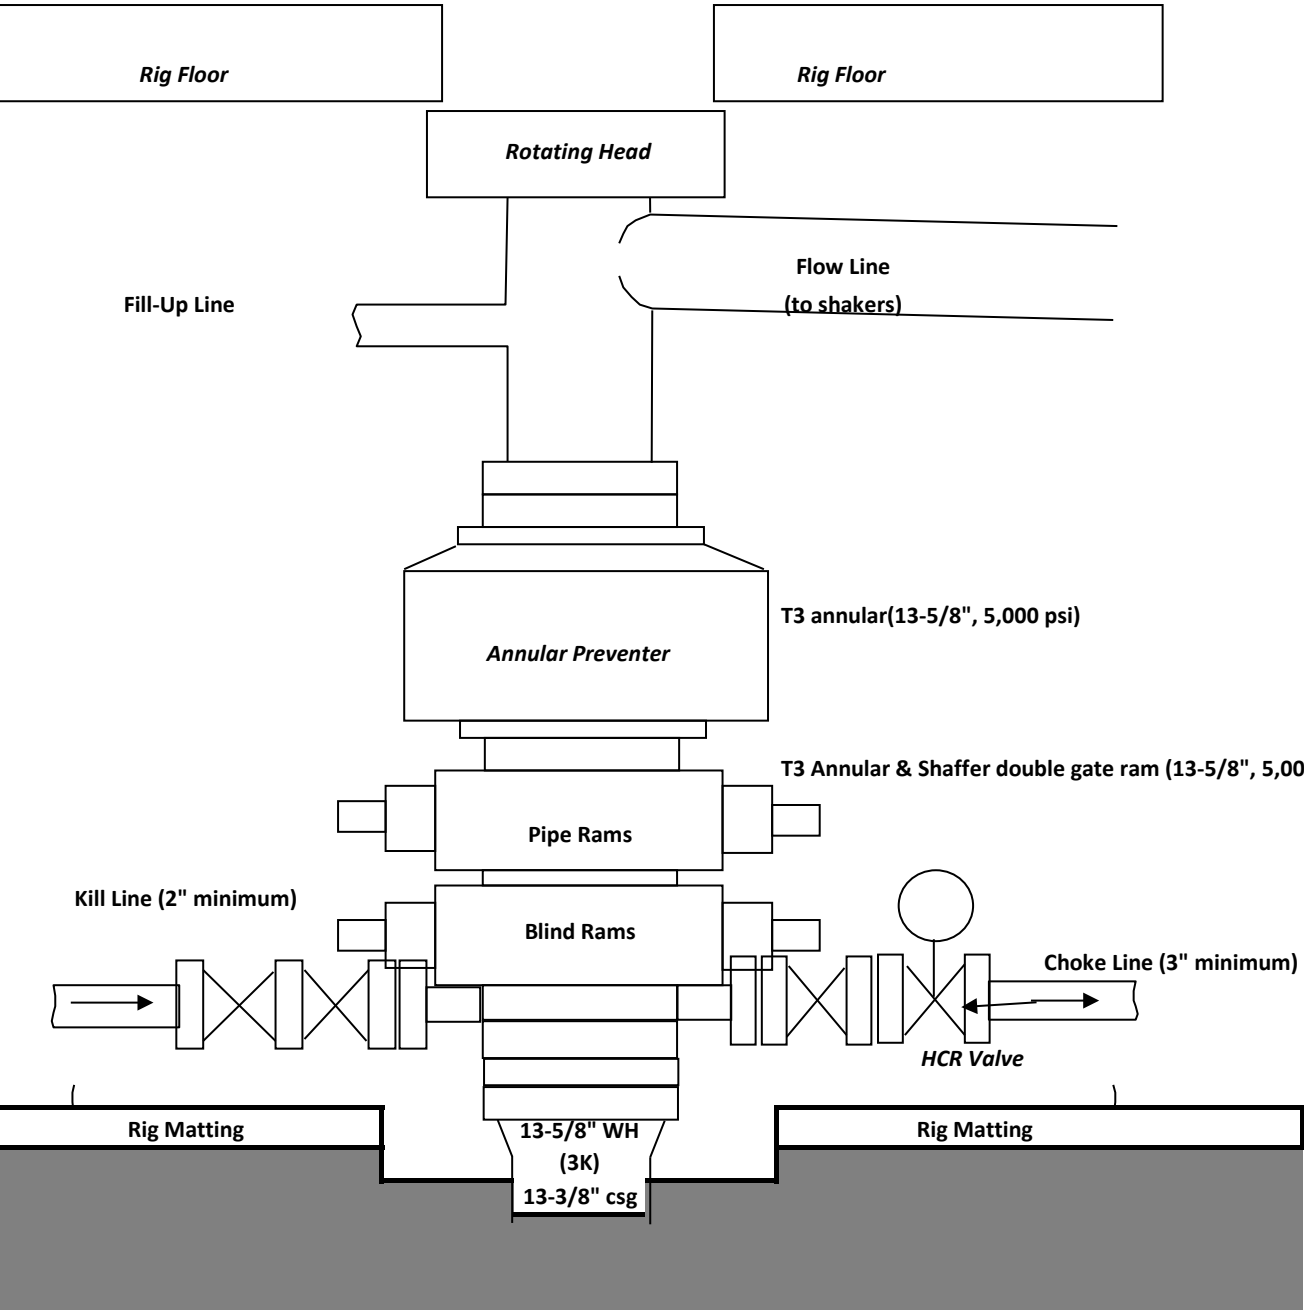 Rig Floor
Rig Floor
Rotating Head
Flow Line
(to shakers)
Fill-Up Line
T3 annular(13-5/8", 5,000 psi)
Annular Preventer
T3 Annular & Shaffer double gate ram (13-5/8", 5,00
Pipe Rams
Kill Line (2" minimum)
Blind Rams
Choke Line (3" minimum)
HCR Valve
Rig Matting
13-5/8" WH
(3K)
13-3/8" csg
Rig Matting